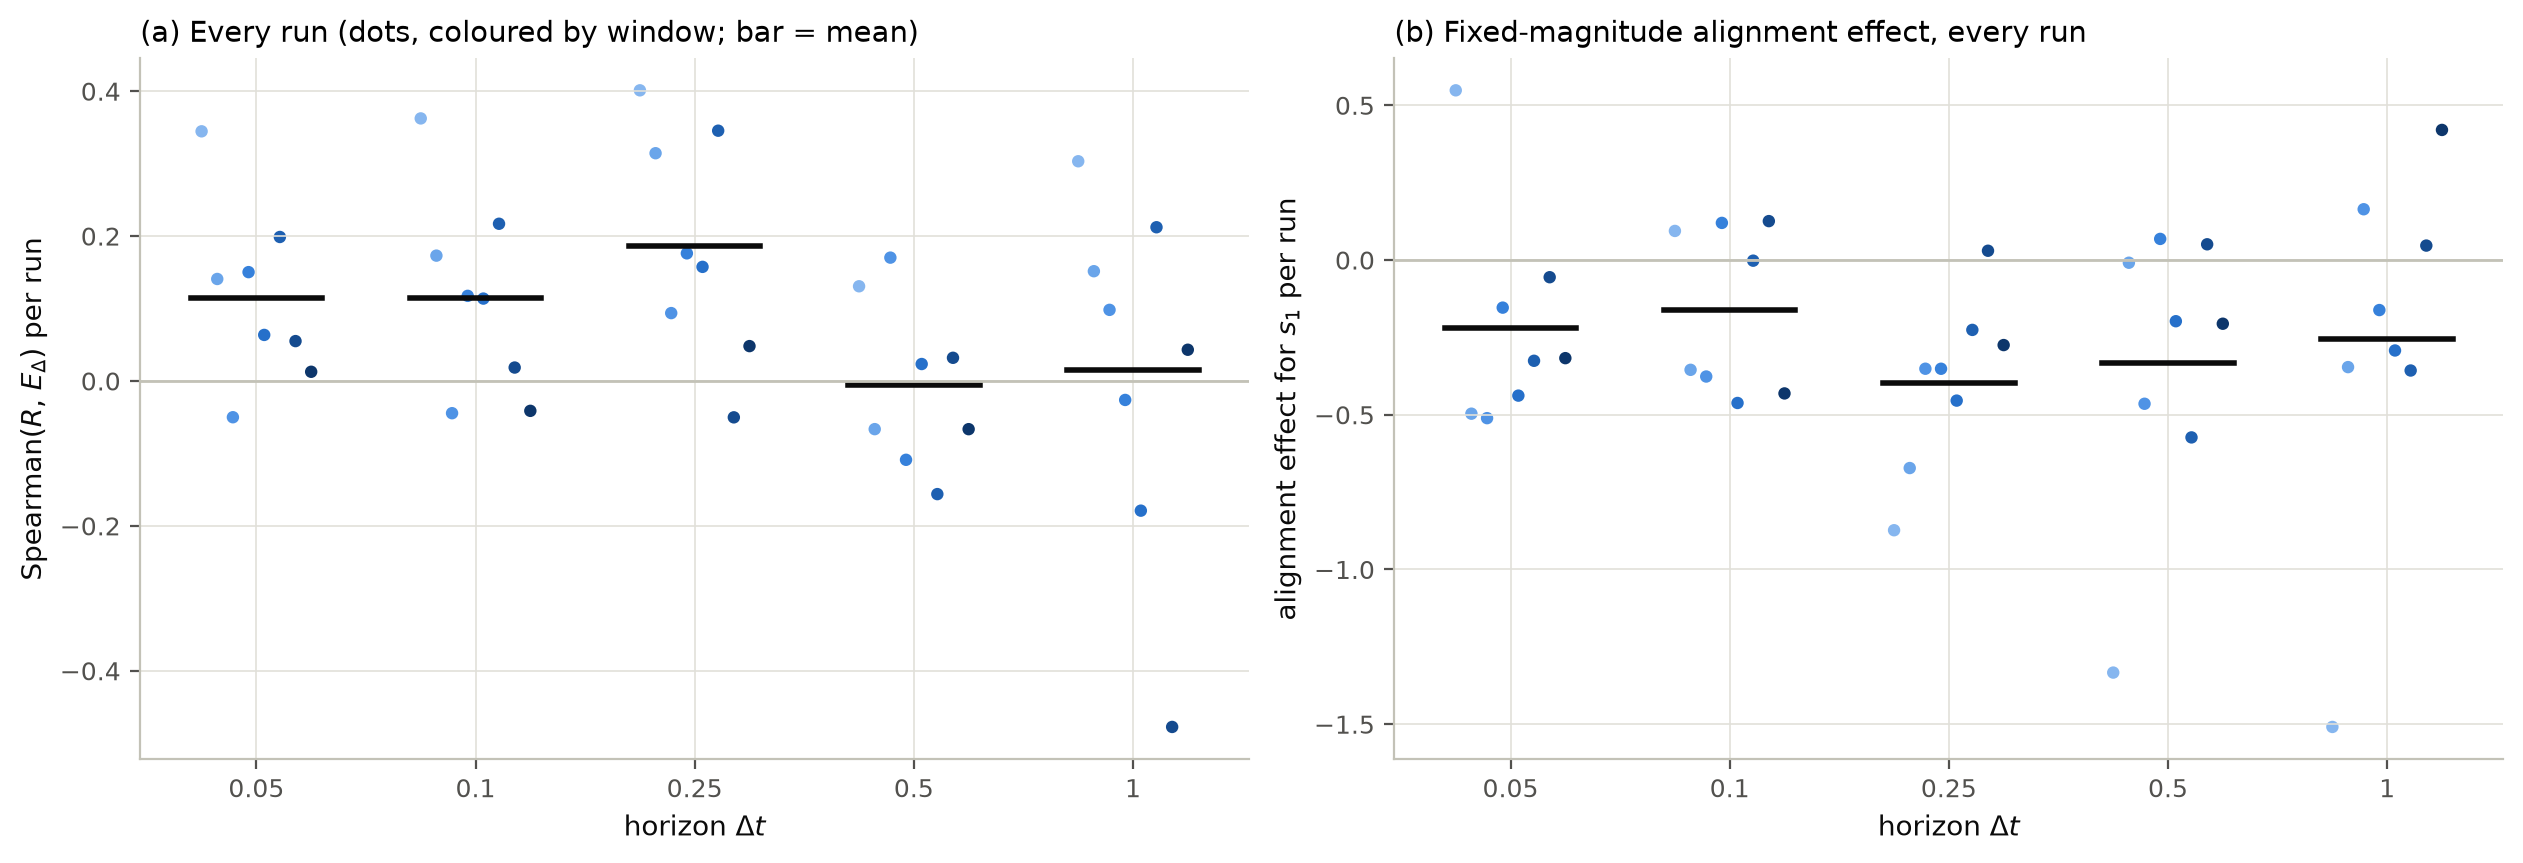 (a) Every run (dots, coloured by window; bar = mean)
Spearman(R, E_Δ) per run
0.4
0.2
0.0
−0.2
−0.4
0.05 0.1 0.25 0.5 1
horizon Δt
(b) Fixed-magnitude alignment effect, every run
alignment effect for s₁ per run
0.5
0.0
−0.5
−1.0
−1.5
0.05 0.1 0.25 0.5 1
horizon Δt